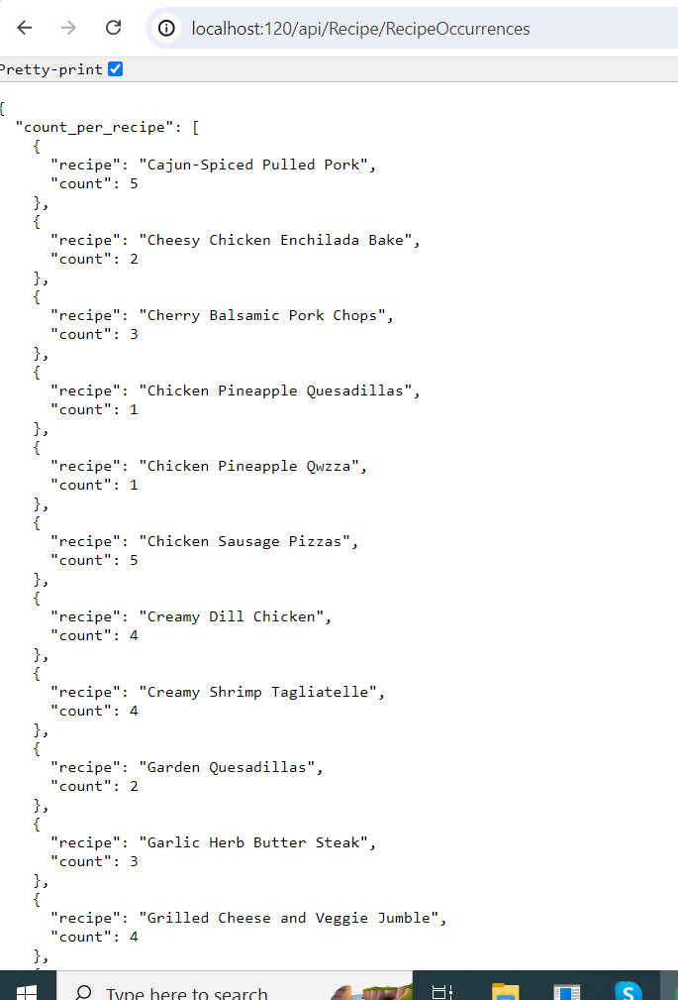 localhost:120/api/Recipe/RecipeOccurrences
Pretty-print
{
"count_per_recipe": [
{
"recipe": "Cajun-Spiced Pulled Pork",
"count": 5
},
{
"recipe": "Cheesy Chicken Enchilada Bake",
"count": 2
},
{
"recipe": "Cherry Balsamic Pork Chops",
"count": 3
},
{
"recipe": "Chicken Pineapple Quesadillas",
"count": 1
},
{
"recipe": "Chicken Pineapple Qwzza",
"count": 1
},
{
"recipe": "Chicken Sausage Pizzas",
"count": 5
},
{
"recipe": "Creamy Dill Chicken",
"count": 4
},
{
"recipe": "Creamy Shrimp Tagliatelle",
"count": 4
},
{
"recipe": "Garden Quesadillas",
"count": 2
},
{
"recipe": "Garlic Herb Butter Steak",
"count": 3
},
{
"recipe": "Grilled Cheese and Veggie Jumble",
"count": 4
},
Type here to search
S